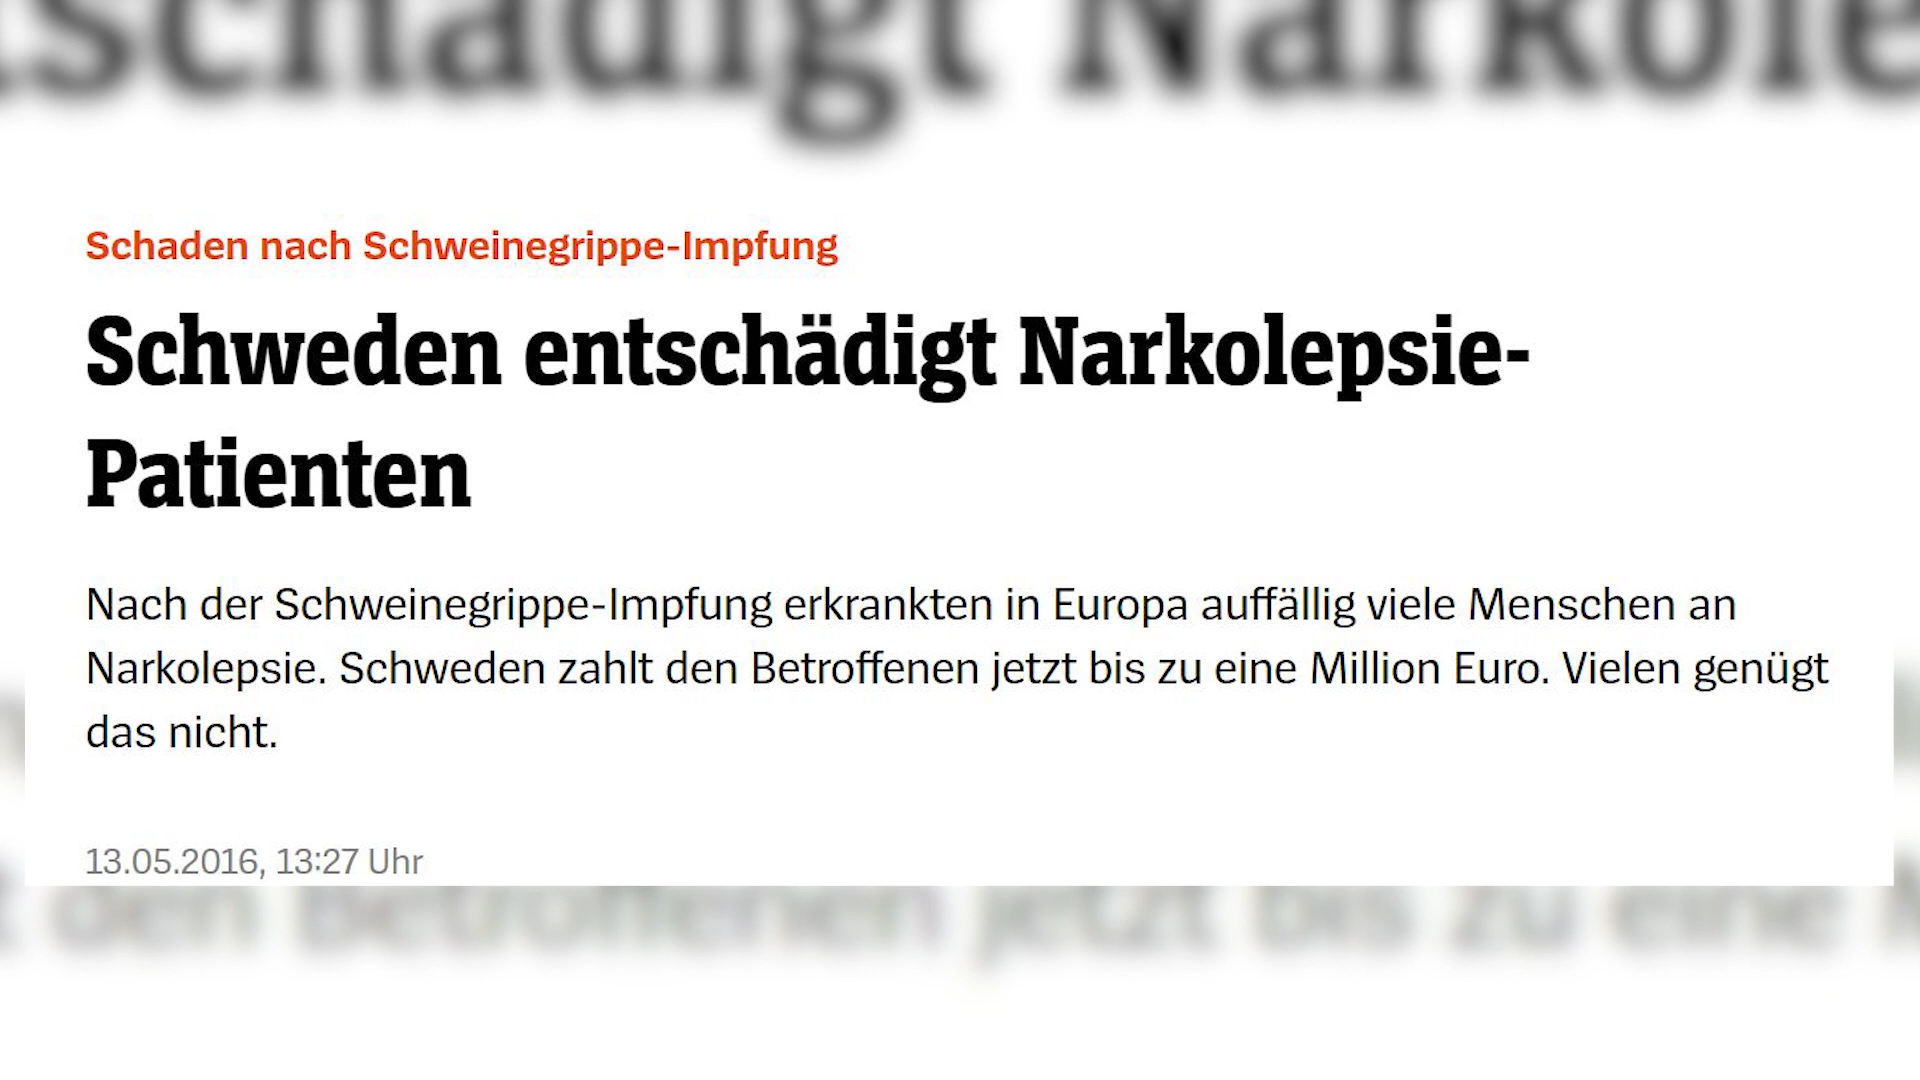 Schaden nach Schweinegrippe-Impfung
Schweden entschädigt Narkolepsie-
Patienten
Nach der Schweinegrippe-Impfung erkrankten in Europa auffällig viele Menschen an
Narkolepsie. Schweden zahlt den Betroffenen jetzt bis zu eine Million Euro. Vielen genügt
das nicht.
13.05.2016, 13:27 Uhr